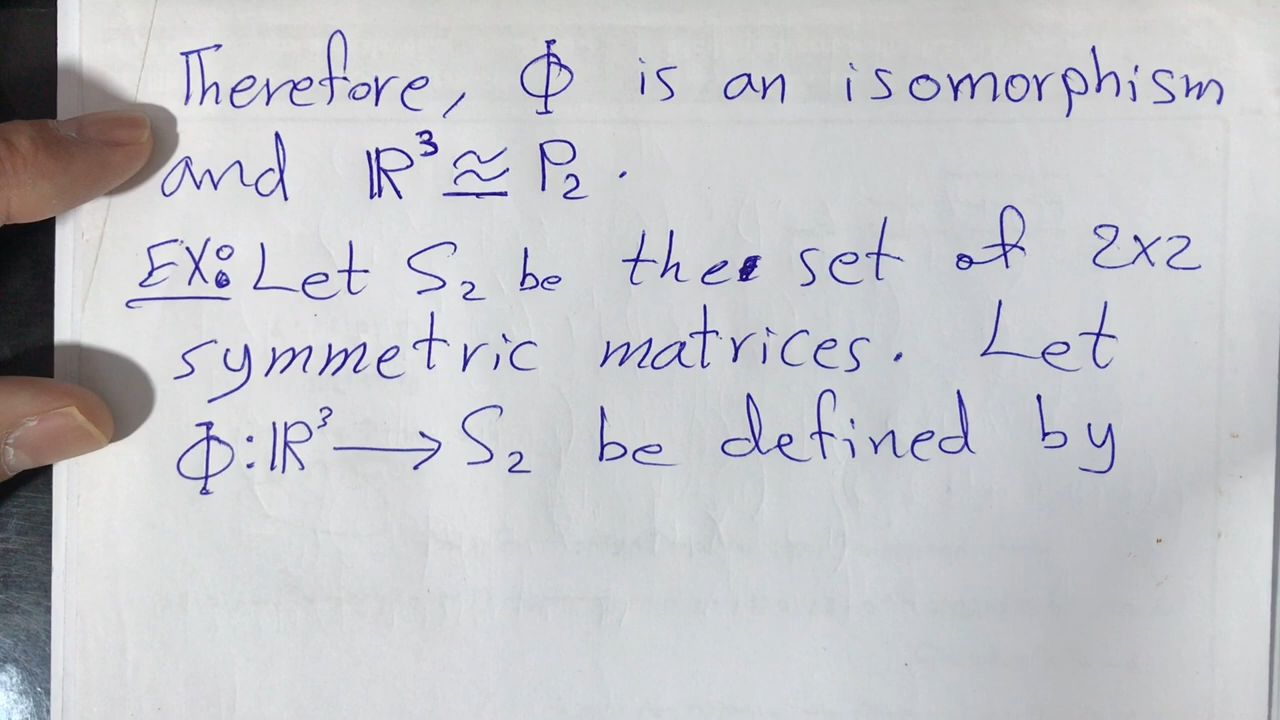 Therefore, Φ is an isomorphism
and ℝ³ ≅ P₂.
EX: Let S₂ be the set of 2x2
symmetric matrices. Let
Φ:ℝ³ → S₂ be defined by